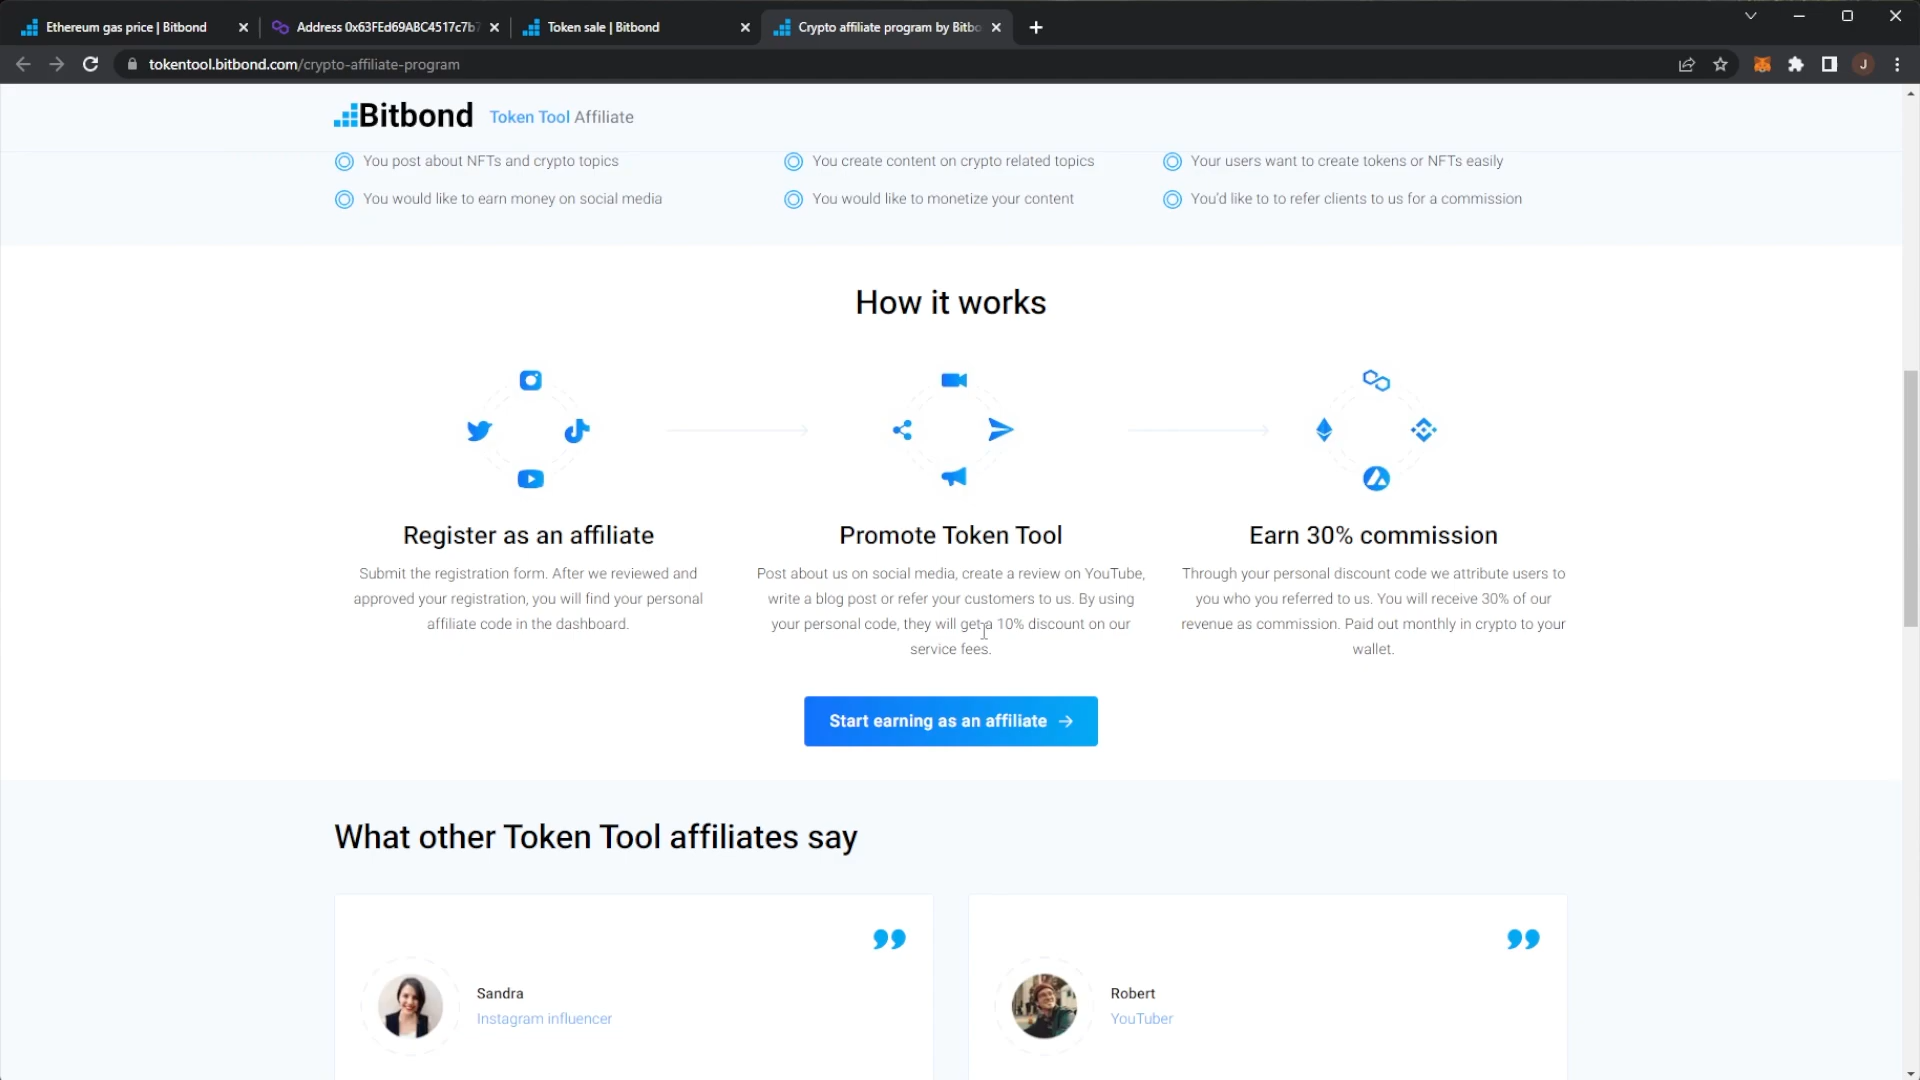 Ethereum gas price | Bitbond
Address 0x63FEd69ABC4517c7b
Token sale | Bitbond
Crypto affiliate program by Bitbo
tokentool.bitbond.com/crypto-affiliate-program
J
Bitbond
Token Tool Affiliate
You post about NFTs and crypto topics
You create content on crypto related topics
Your users want to create tokens or NFTs easily
You would like to earn money on social media
You would like to monetize your content
You'd like to to refer clients to us for a commission
How it works
Register as an affiliate
Submit the registration form. After we reviewed and
approved your registration, you will find your personal
affiliate code in the dashboard.
Promote Token Tool
Post about us on social media, create a review on YouTube,
write a blog post or refer your customers to us. By using
your personal code, they will get a 10% discount on our
service fees.
Earn 30% commission
Through your personal discount code we attribute users to
you who you referred to us. You will receive 30% of our
revenue as commission. Paid out monthly in crypto to your
wallet.
Start earning as an affiliate →
What other Token Tool affiliates say
Sandra
Instagram influencer
Robert
YouTuber